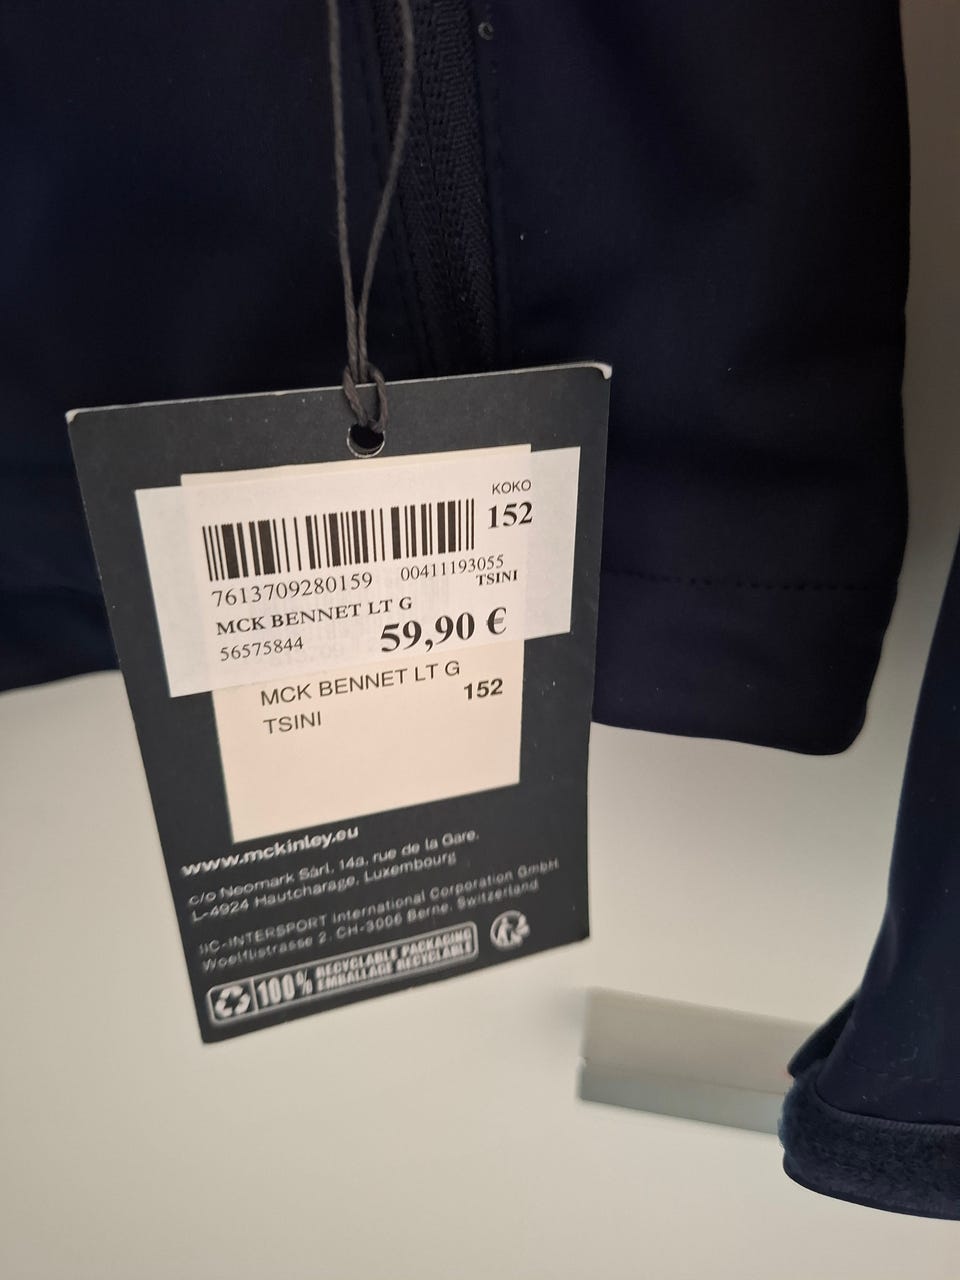 KOKO
152
7613709280159 00411193055
MCK BENNET LT G TSINI
56575844 59,90 €
MCK BENNET LT G
152
TSINI
www.mckinley.eu
c/o Neomark Sàrl, 14a, rue de la Gare,
L-4924 Hautcharage, Luxembourg
IIC-INTERSPORT International Corporation GmbH
Woelflistrasse 2, CH-3006 Berne, Switzerland
100% RECYCLABLE PACKAGING
EMBALLAGE RECYCLABLE